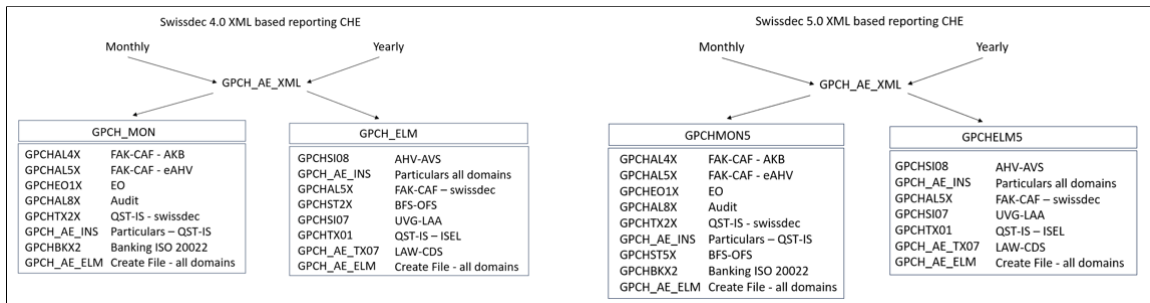 Swissdec 4.0 XML based reporting CHE
Monthly Yearly
GPCH_AE_XML
GPCH_MON
GPCHAL4X FAK-CAF - AKB
GPCHAL5X FAK-CAF - eAHV
GPCHEO1X EO
GPCHAL8X Audit
GPCHTX2X QST-IS - swissdec
GPCH_AE_INS Particulars – QST-IS
GPCHBKX2 Banking ISO 20022
GPCH_AE_ELM Create File - all domains
GPCH_ELM
GPCHSI08 AHV-AVS
GPCH_AE_INS Particulars all domains
GPCHAL5X FAK-CAF – swissdec
GPCHST2X BFS-OFS
GPCHSI07 UVG-LAA
GPCHTX01 QST-IS – ISEL
GPCH_AE_TX07 LAW-CDS
GPCH_AE_ELM Create File - all domains
Swissdec 5.0 XML based reporting CHE
Monthly Yearly
GPCH_AE_XML
GPCHMON5
GPCHAL4X FAK-CAF - AKB
GPCHAL5X FAK-CAF - eAHV
GPCHEO1X EO
GPCHAL8X Audit
GPCHTX2X QST-IS - swissdec
GPCH_AE_INS Particulars – QST-IS
GPCHST5X BFS-OFS
GPCHBKX2 Banking ISO 20022
GPCH_AE_ELM Create File - all domains
GPCHELM5
GPCHSI08 AHV-AVS
GPCH_AE_INS Particulars all domains
GPCHAL5X FAK-CAF – swissdec
GPCHSI07 UVG-LAA
GPCHTX01 QST-IS – ISEL
GPCH_AE_TX07 LAW-CDS
GPCH_AE_ELM Create File - all domains